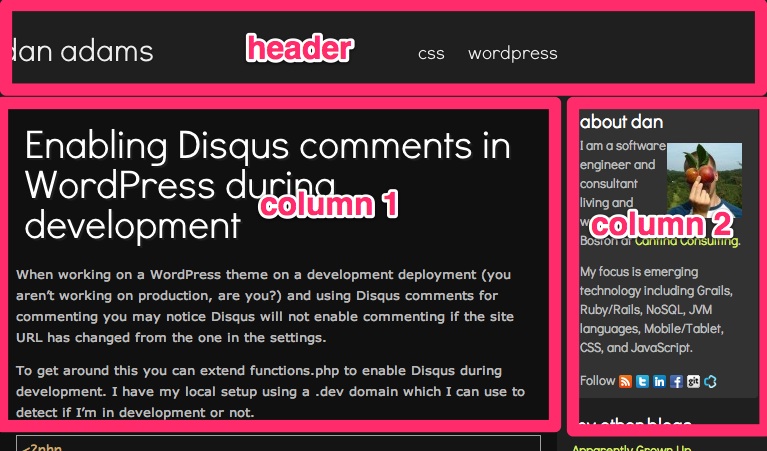 dan adams
header
css wordpress
Enabling Disqus comments in
WordPress during
development
column 1
When working on a WordPress theme on a development deployment (you
aren't working on production, are you?) and using Disqus comments for
commenting you may notice Disqus will not enable commenting if the site
URL has changed from the one in the settings.
To get around this you can extend functions.php to enable Disqus during
development. I have my local setup using a .dev domain which I can use to
detect if I'm in development or not.
<?php
about dan
I am a software
engineer and
consultant
living and
column 2
Boston at Cantina Consulting.
My focus is emerging
technology including Grails,
Ruby/Rails, NoSQL, JVM
languages, Mobile/Tablet,
CSS, and JavaScript.
Follow git
my other blogs
Apparently Grown Up